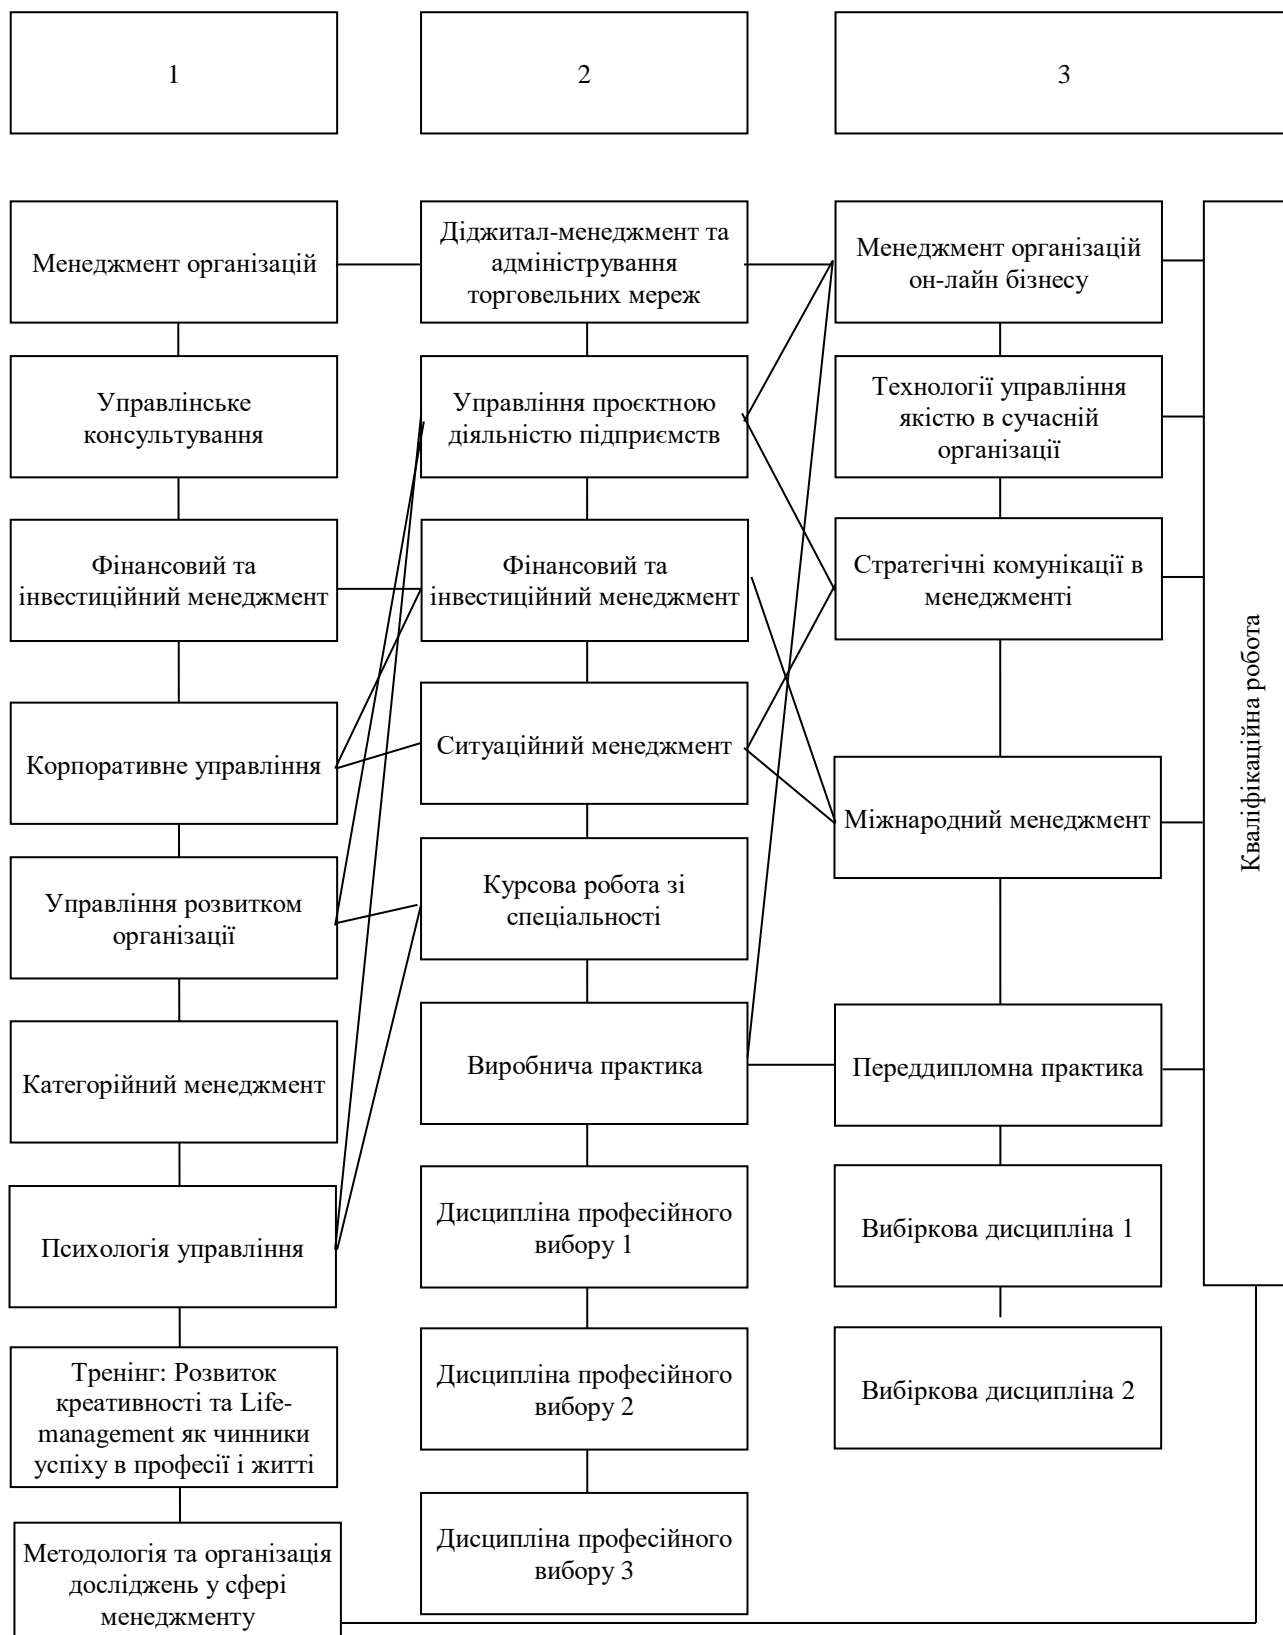 1
2
3
Менеджмент організацій
Управлінське
консультування
Фінансовий та
інвестиційний менеджмент
Корпоративне управління
Управління розвитком
організації
Категорійний менеджмент
Психологія управління
Тренінг: Розвиток
креативності та Life-
management як чинники
успіху в професії і житті
Методологія та організація
досліджень у сфері
менеджменту
Діджитал-менеджмент та
адміністрування
торговельних мереж
Управління проєктною
діяльністю підприємств
Фінансовий та
інвестиційний менеджмент
Ситуаційний менеджмент
Курсова робота зі
спеціальності
Виробнича практика
Дисципліна професійного
вибору 1
Дисципліна професійного
вибору 2
Дисципліна професійного
вибору 3
Менеджмент організацій
он-лайн бізнесу
Технології управління
якістю в сучасній
організації
Стратегічні комунікації в
менеджменті
Міжнародний менеджмент
Переддипломна практика
Вибіркова дисципліна 1
Вибіркова дисципліна 2
Кваліфікаційна робота